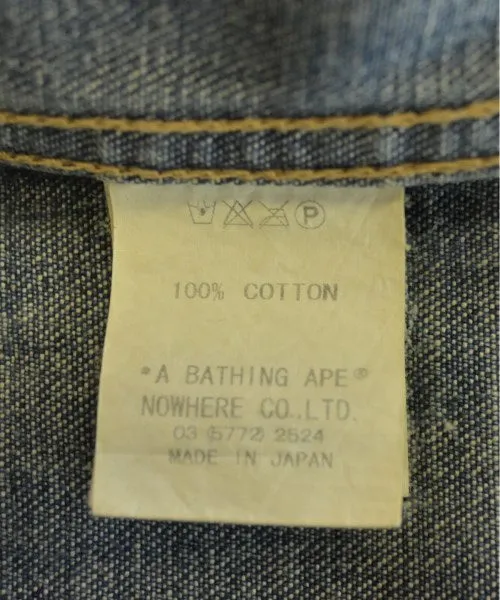 P
100% COTTON
*A BATHING APE®
NOWHERE CO.,LTD.
03 (5772) 2524
MADE IN JAPAN